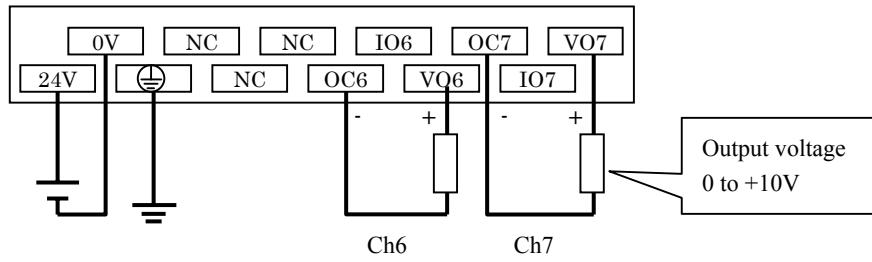 0V NC NC IO6 OC7 VO7
24V NC OC6 VO6 IO7
- + - +
Output voltage
0 to +10V
Ch6 Ch7